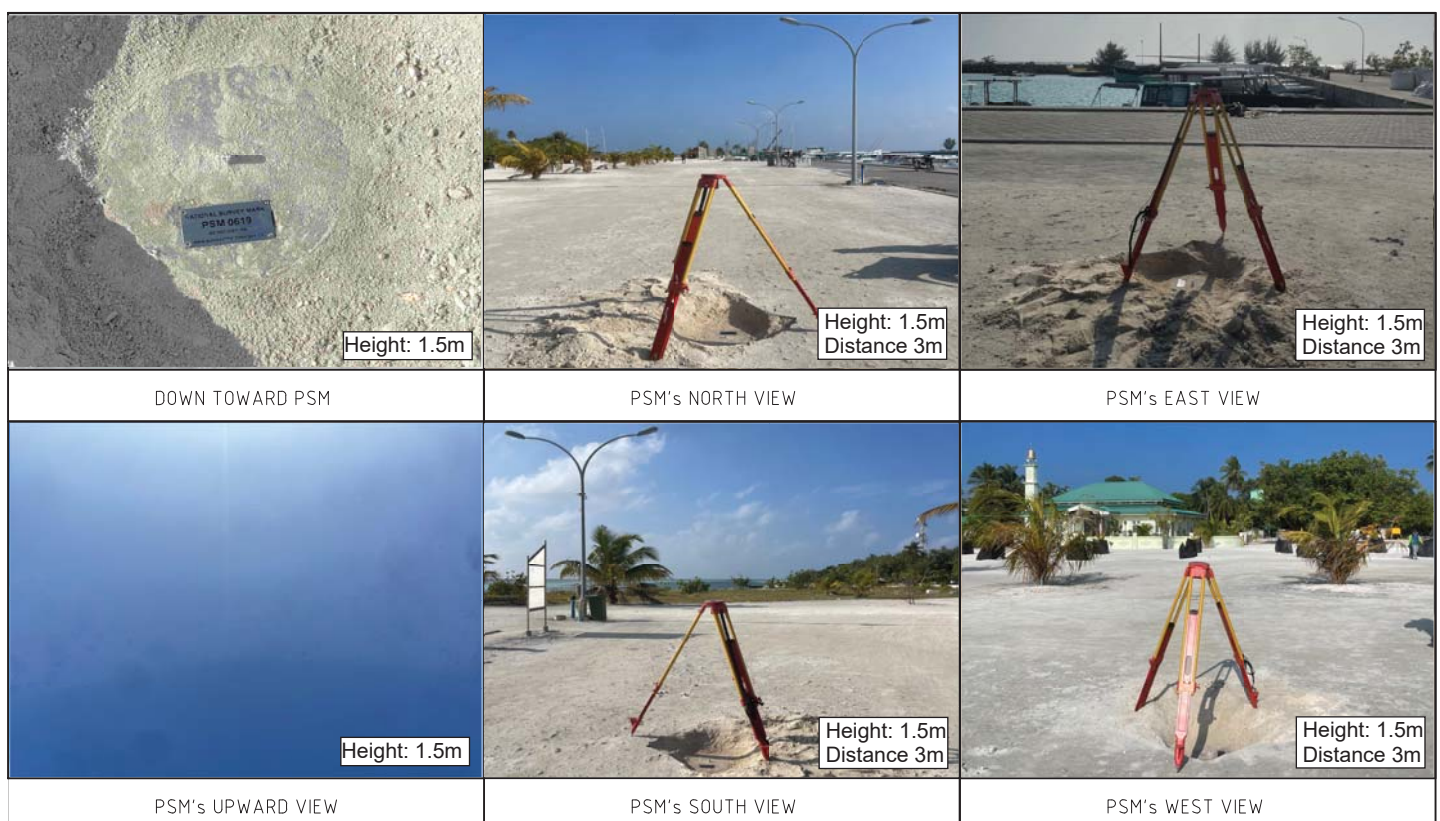 NATIONAL SURVEY MARK
PSM 0619
Height: 1.5m
DOWN TOWARD PSM
Height: 1.5m
Distance 3m
PSM's NORTH VIEW
Height: 1.5m
Distance 3m
PSM's EAST VIEW
Height: 1.5m
PSM's UPWARD VIEW
Height: 1.5m
Distance 3m
PSM's SOUTH VIEW
Height: 1.5m
Distance 3m
PSM's WEST VIEW